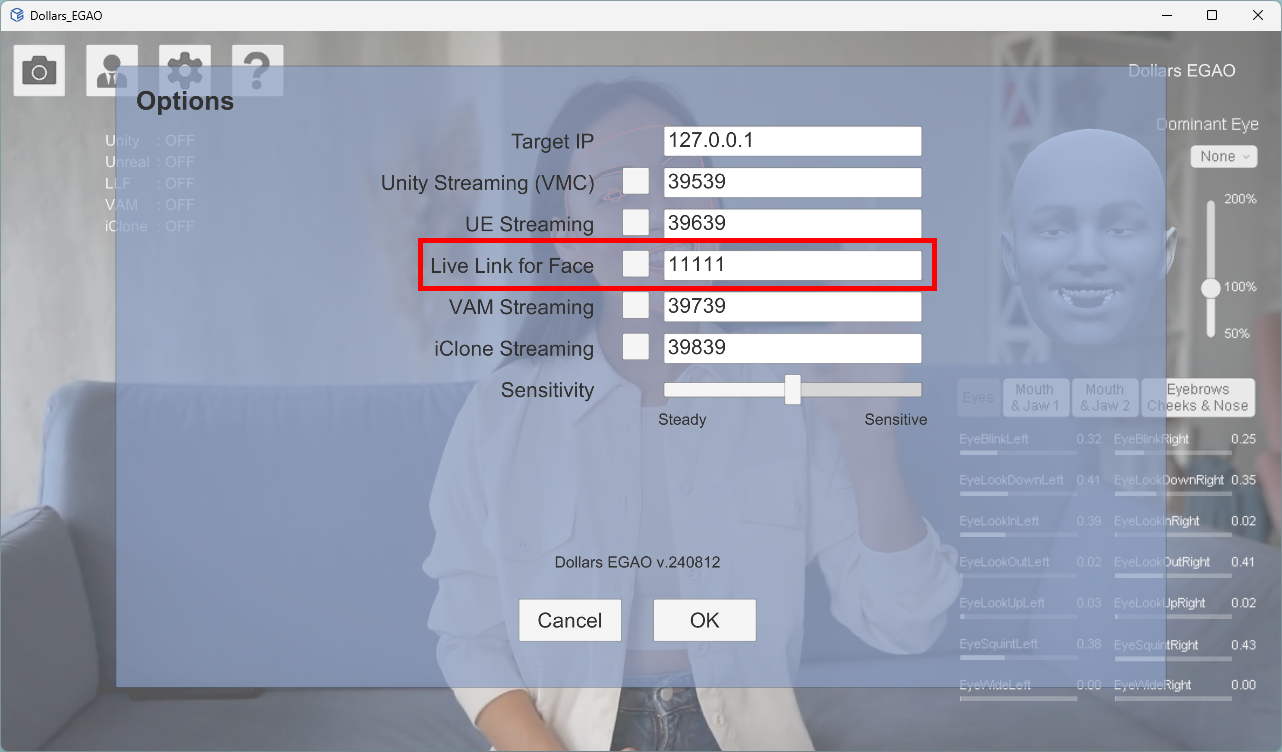 Dollars_EGAO
Dollars EGAO
Options
Unity : OFF
Unreal : OFF
LLF : OFF
VAM : OFF
iClone : OFF
Target IP 127.0.0.1
Unity Streaming (VMC) 39539
UE Streaming 39639
Live Link for Face 11111
VAM Streaming 39739
iClone Streaming 39839
Sensitivity
Steady Sensitive
Dollars EGAO v.240812
Cancel OK
Dominant Eye
None
200%
100%
50%
Eyes
Mouth
& Jaw 1
Mouth
& Jaw 2
Eyebrows
Cheeks & Nose
EyeBlinkLeft 0.32 EyeBlinkRight 0.25
EyeLookDownLeft 0.41 EyeLookDownRight 0.35
EyeLookInLeft 0.39 EyeLookInRight 0.02
EyeLookOutLeft 0.02 EyeLookOutRight 0.41
EyeLookUpLeft 0.03 EyeLookUpRight 0.02
EyeSquintLeft 0.38 EyeSquintRight 0.43
EyeWideLeft 0.00 EyeWideRight 0.00